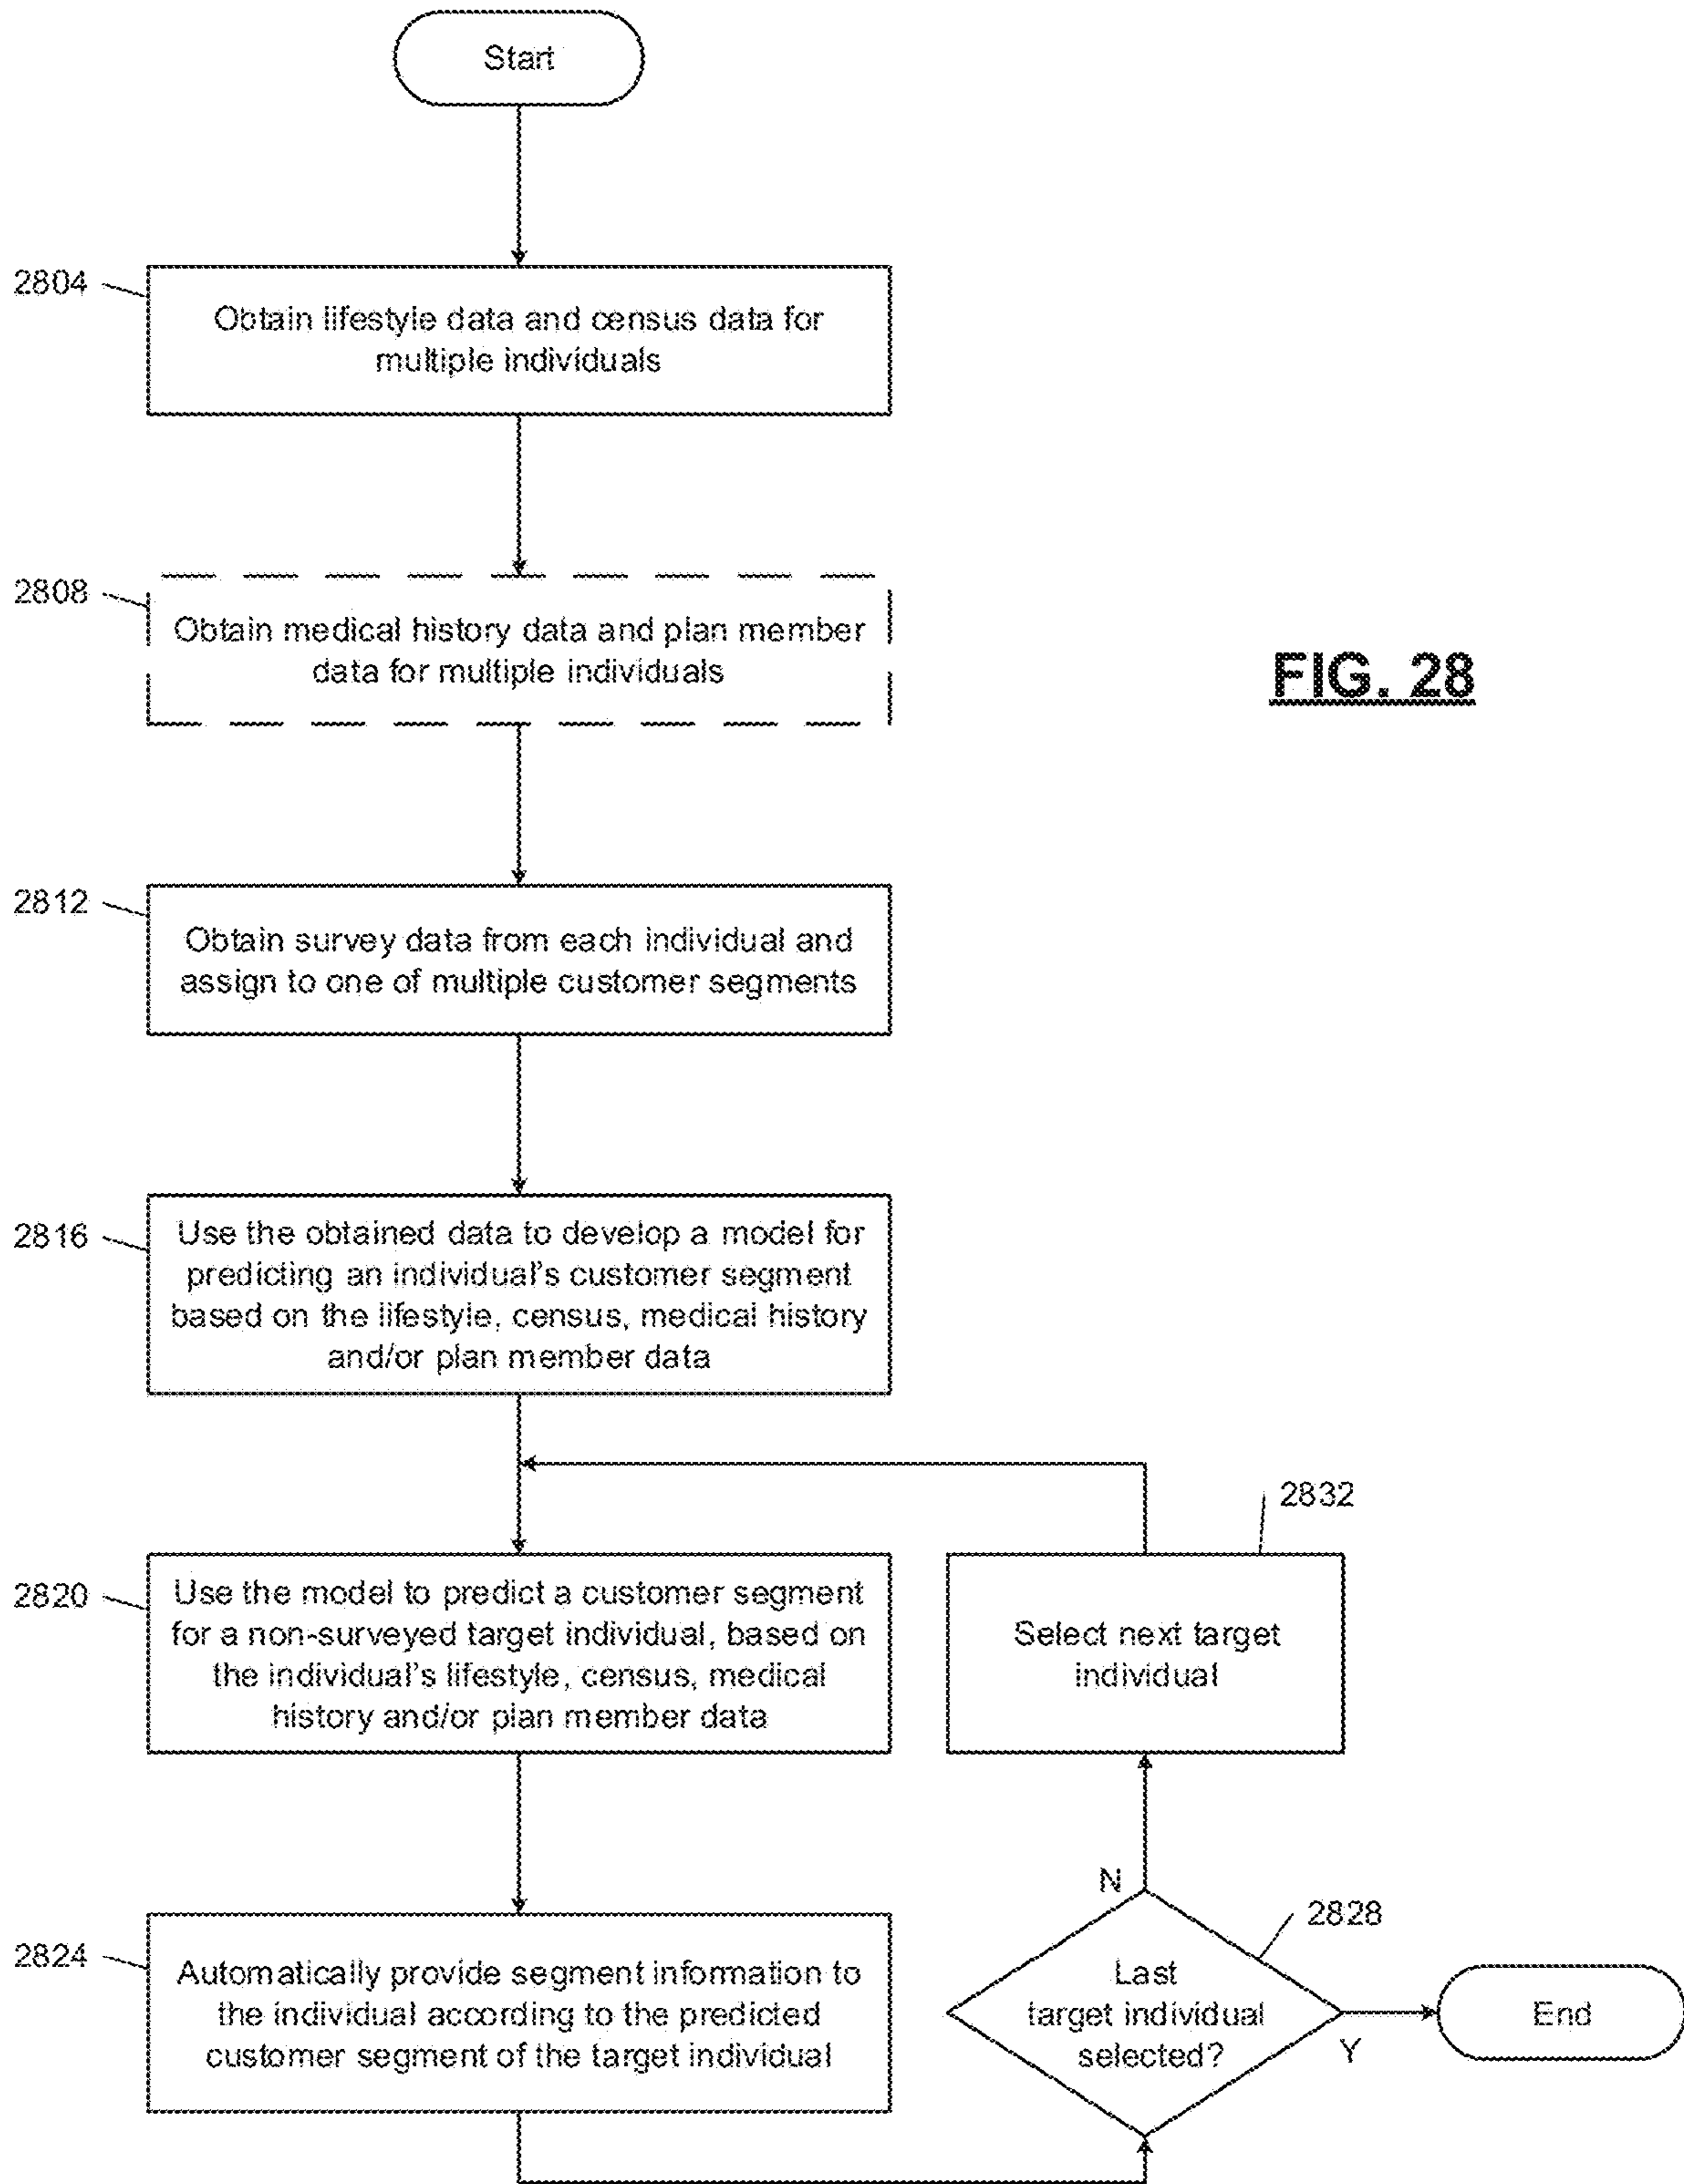 Start
2804
Obtain lifestyle data and census data for
multiple individuals
2808
Obtain medical history data and plan member
data for multiple individuals
FIG. 28
2812
Obtain survey data from each individual and
assign to one of multiple customer segments
2816
Use the obtained data to develop a model for
predicting an individual's customer segment
based on the lifestyle, census, medical history
and/or plan member data
2820
Use the model to predict a customer segment
for a non-surveyed target individual, based on
the individual's lifestyle, census, medical
history and/or plan member data
2832
Select next target
individual
2824
Automatically provide segment information to
the individual according to the predicted
customer segment of the target individual
N
2828
Last
target individual
selected?
Y
End